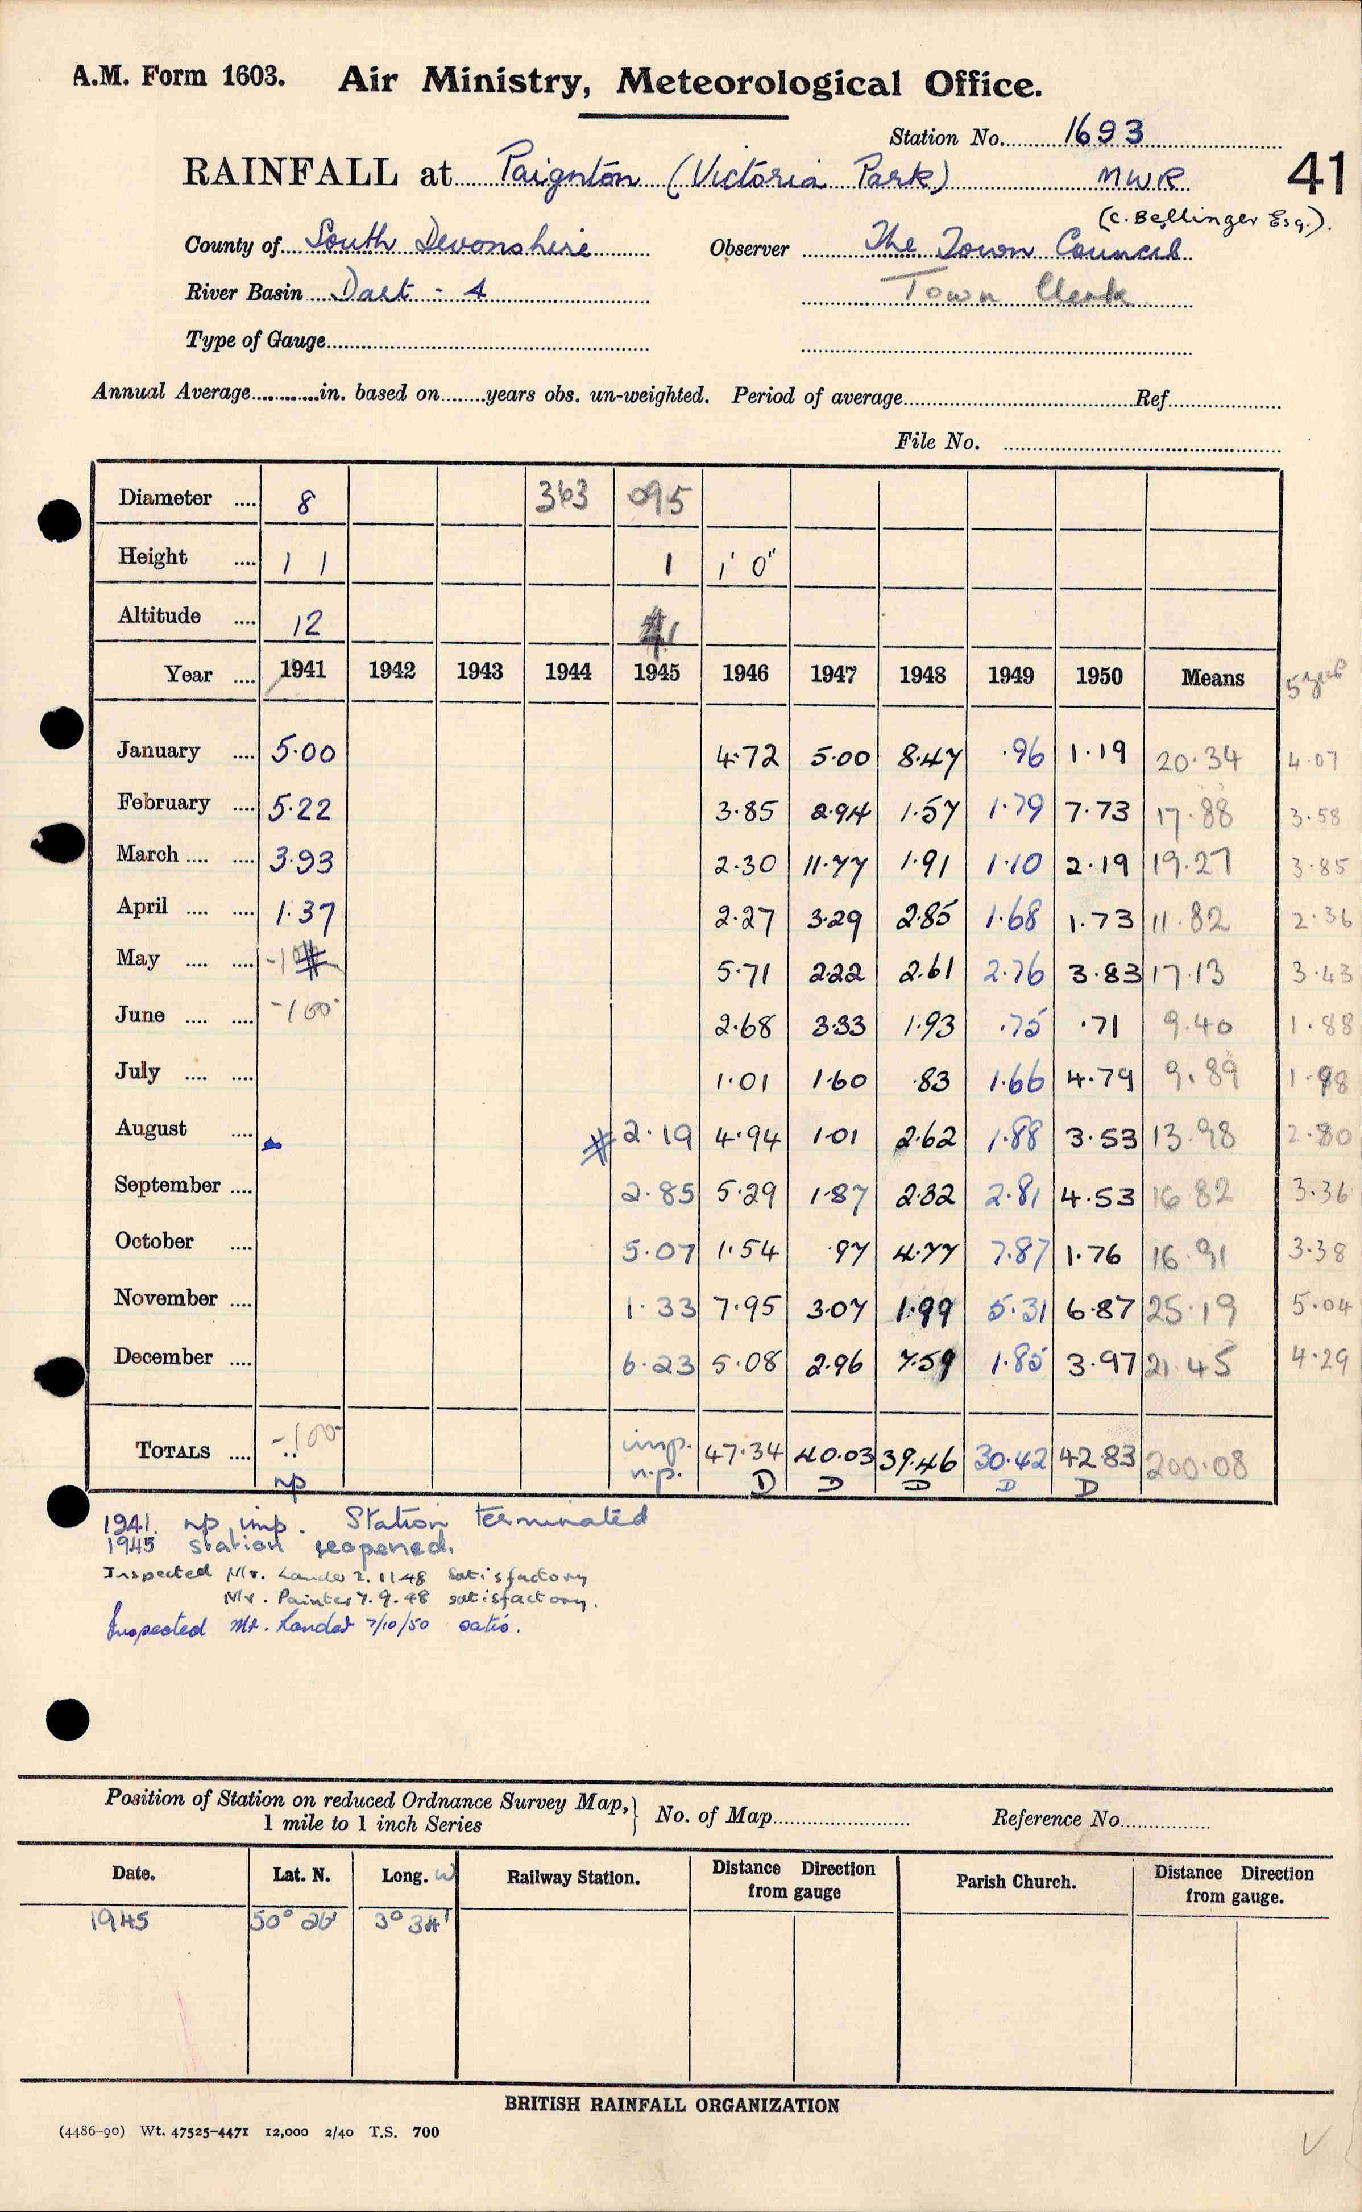 A.M. Form 1603. Air Ministry, Meteorological Office.
Station No. 1693
RAINFALL at Paignton (Victoria Park) MWR 41
(C. Bellinger Esq.).
County of South Devonshire Observer The Town Council
River Basin Dart - 4 Town Clerk
Type of Gauge
Annual Average in. based on years obs. un-weighted. Period of average Ref
File No.
Diameter 8 363 095
Height 1 1 1 1' 0"
Altitude 12
Year 1941 1942 1943 1944 1945 1946 1947 1948 1949 1950 Means 5 yrs
January 5.00 4.72 5.00 8.47 .96 1.19 20.34 4.07
February 5.22 3.85 2.94 1.57 1.79 7.73 17.88 3.58
March 3.93 2.30 11.77 1.91 1.10 2.19 19.27 3.85
April 1.37 2.27 3.29 2.85 1.68 1.73 11.82 2.36
May 5.71 2.22 2.61 2.76 3.83 17.13 3.43
June -100 2.68 3.33 1.93 .75 .71 9.40 1.88
July 1.01 1.60 .83 1.66 4.79 9.89 1.98
August # 2.19 4.94 1.01 2.62 1.88 3.53 13.98 2.80
September 2.85 5.29 1.87 2.32 2.81 4.53 16.82 3.36
October 5.07 1.54 .97 4.77 7.87 1.76 16.91 3.38
November 1.33 7.95 3.07 1.99 5.31 6.87 25.19 5.04
December 6.23 5.08 2.96 7.59 1.85 3.97 21.45 4.29
TOTALS -100 imp. 47.34 40.03 39.46 30.42 42.83 200.08
np n.p. D D D D D
1941. np imp. Station terminated
1945 station reopened.
Inspected Mr. Lander 2.11.48 satisfactory
Mr. Painter 7.9.48 satisfactory.
Inspected Mr. Lander 7/10/50 satis.
Position of Station on reduced Ordnance Survey Map, } No. of Map Reference No
1 mile to 1 inch Series
Date. Lat. N. Long. W Railway Station. Distance Direction from gauge Parish Church. Distance Direction from gauge.
1945 50° 26' 3° 34'
BRITISH RAINFALL ORGANIZATION
(4486-90) Wt. 47525-4471 12,000 2/40 T.S. 700